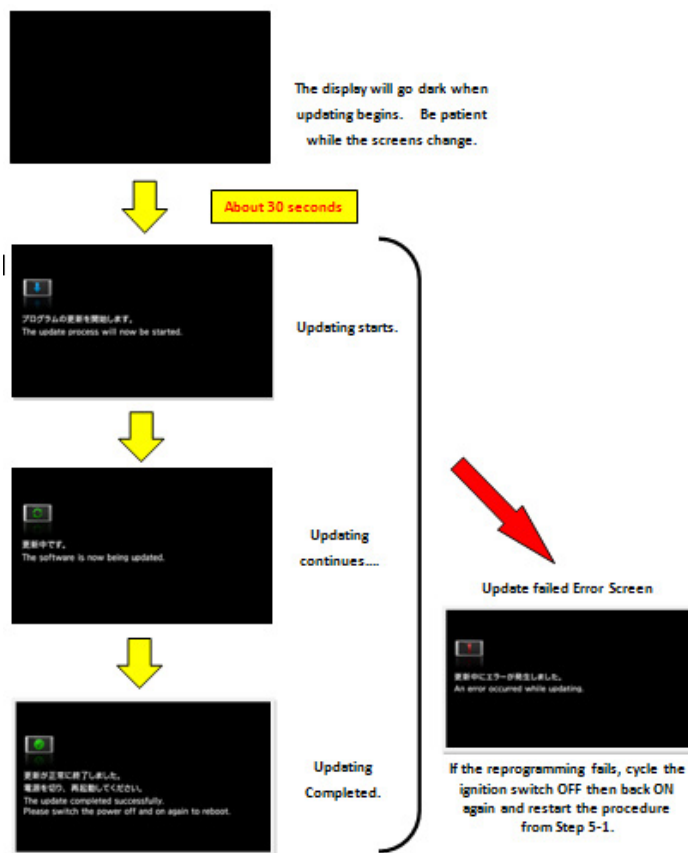 The display will go dark when
updating begins. Be patient
while the screens change.
About 30 seconds
プログラムの更新を開始します。
The update process will now be started.
Updating starts.
更新中です。
The software is now being updated.
Updating
continues....
Update failed Error Screen
更新中にエラーが発生しました。
An error occurred while updating.
更新が正常に終了しました。
電源を切り、再起動してください。
The update completed successfully.
Please switch the power off and on again to reboot.
Updating
Completed.
If the reprogramming fails, cycle the
ignition switch OFF then back ON
again and restart the procedure
from Step 5-1.